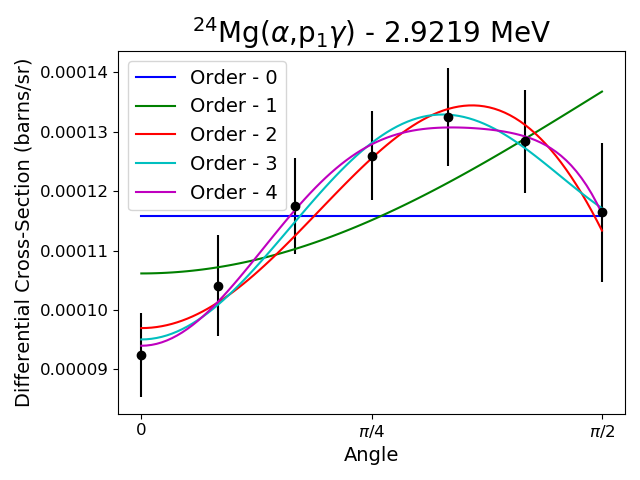 ²⁴Mg(α,p₁γ) - 2.9219 MeV
Differential Cross-Section (barns/sr)
0.00014
0.00013
0.00012
0.00011
0.00010
0.00009
Order - 0
Order - 1
Order - 2
Order - 3
Order - 4
0
π/4
π/2
Angle